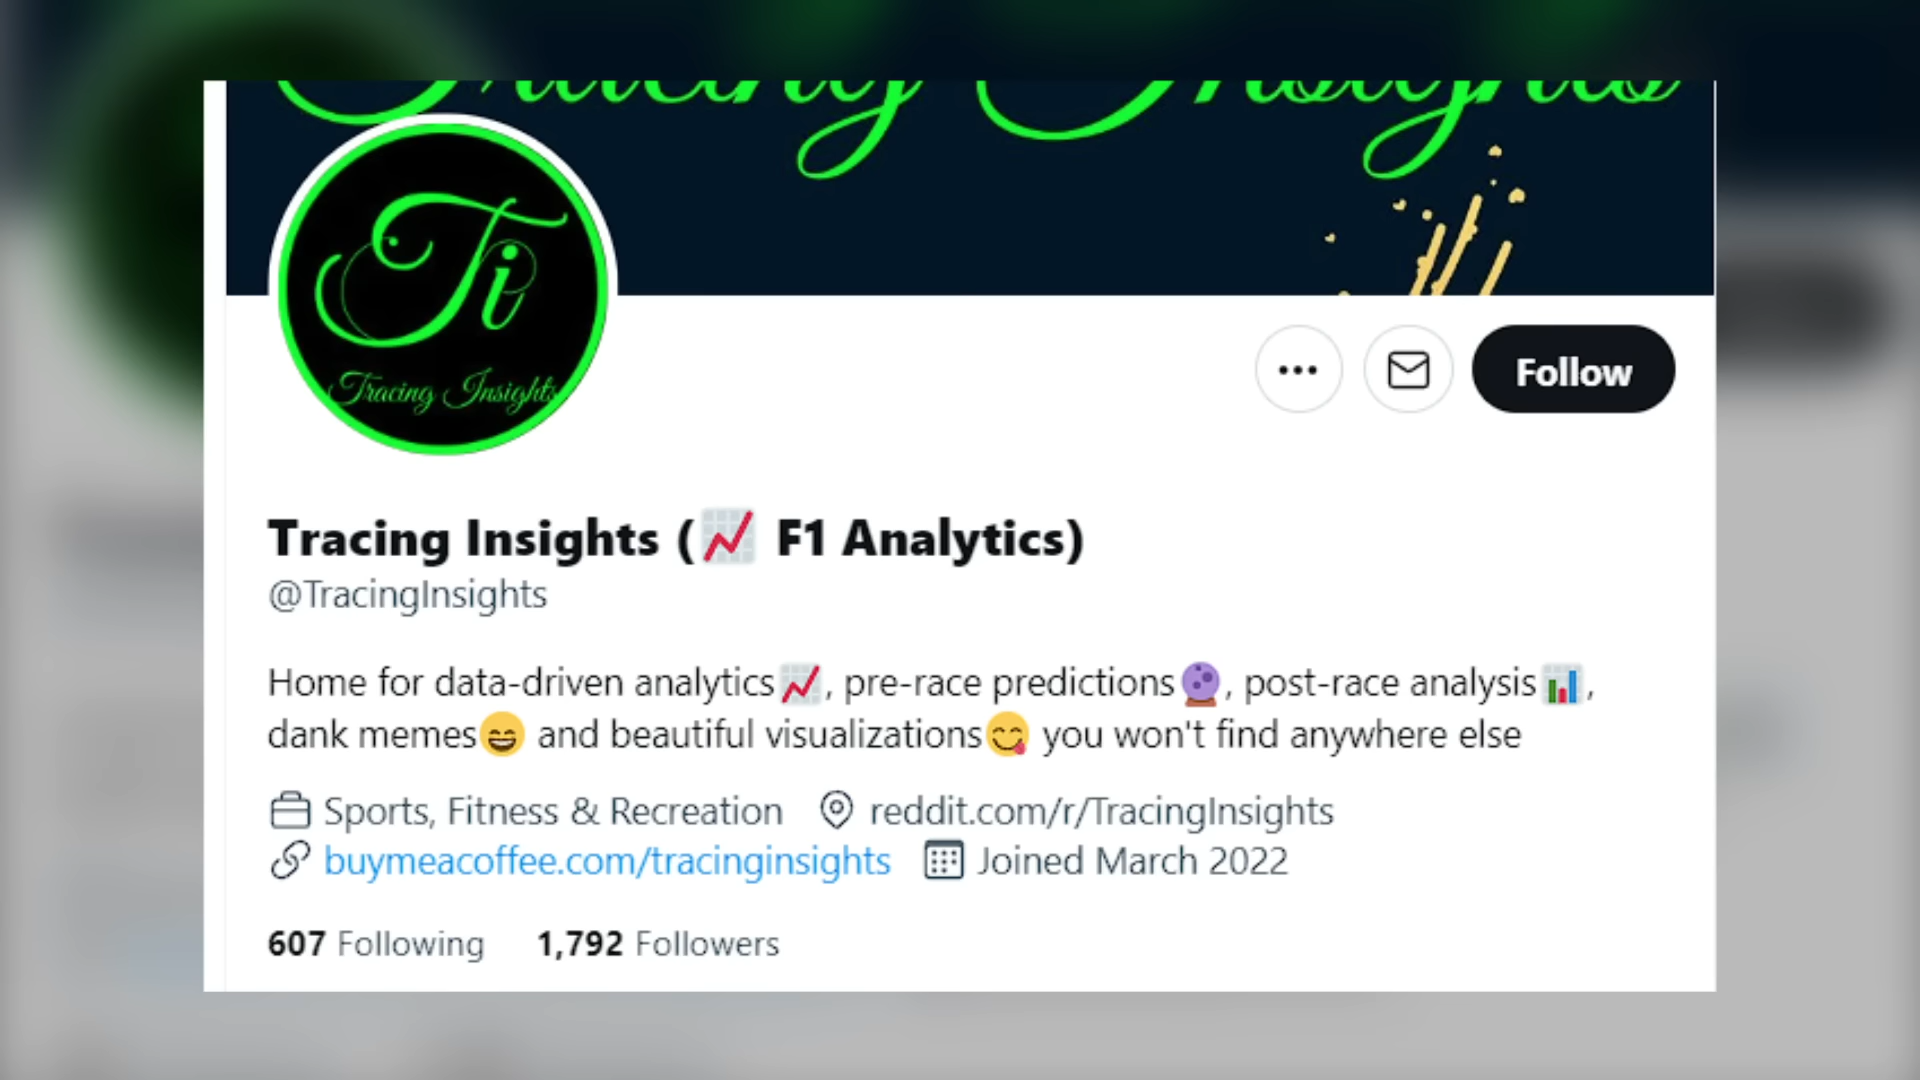 Tracing Insights
Ti
Tracing Insights
Follow
Tracing Insights (📈 F1 Analytics)
@TracingInsights
Home for data-driven analytics📈, pre-race predictions🔮, post-race analysis📊,
dank memes😄 and beautiful visualizations😋 you won't find anywhere else
Sports, Fitness & Recreation reddit.com/r/TracingInsights
buymeacoffee.com/tracinginsights Joined March 2022
607 Following 1,792 Followers